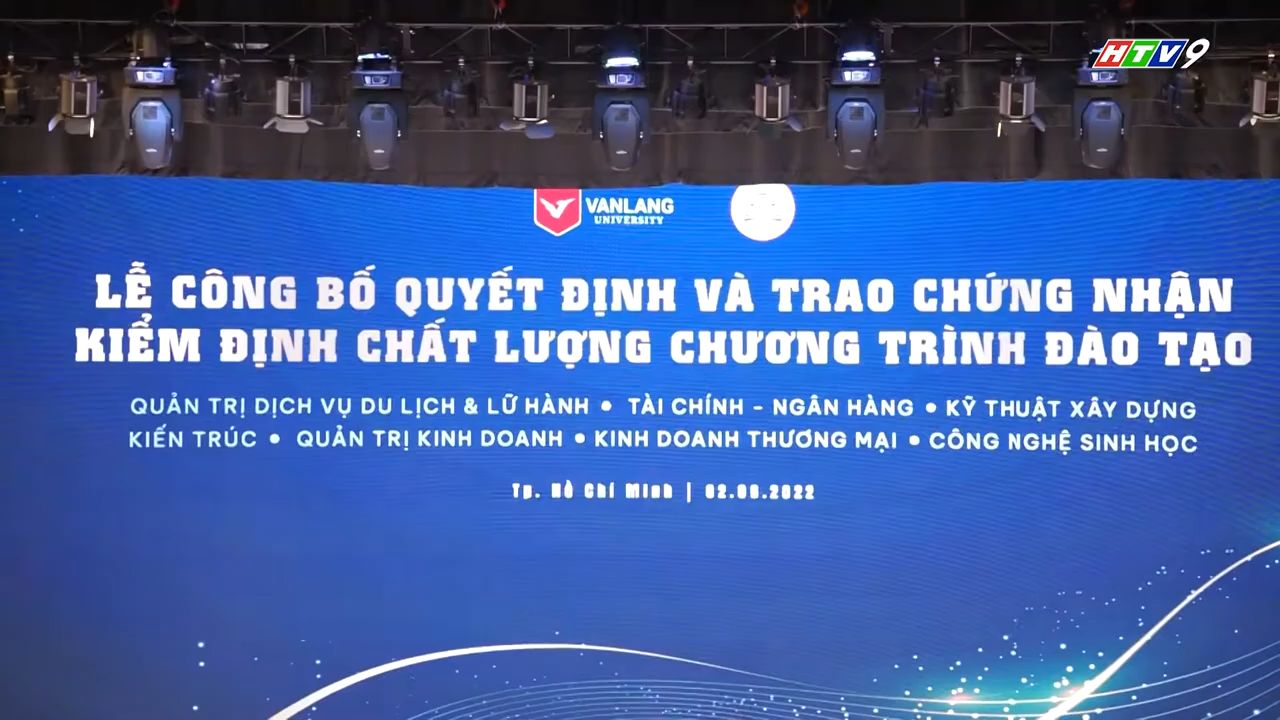 HTV9
VANLANG
UNIVERSITY
LỄ CÔNG BỐ QUYẾT ĐỊNH VÀ TRAO CHỨNG NHẬN
KIỂM ĐỊNH CHẤT LƯỢNG CHƯƠNG TRÌNH ĐÀO TẠO
QUẢN TRỊ DỊCH VỤ DU LỊCH & LỮ HÀNH • TÀI CHÍNH - NGÂN HÀNG • KỸ THUẬT XÂY DỰNG
KIẾN TRÚC • QUẢN TRỊ KINH DOANH • KINH DOANH THƯƠNG MẠI • CÔNG NGHỆ SINH HỌC
Tp. Hồ Chí Minh |